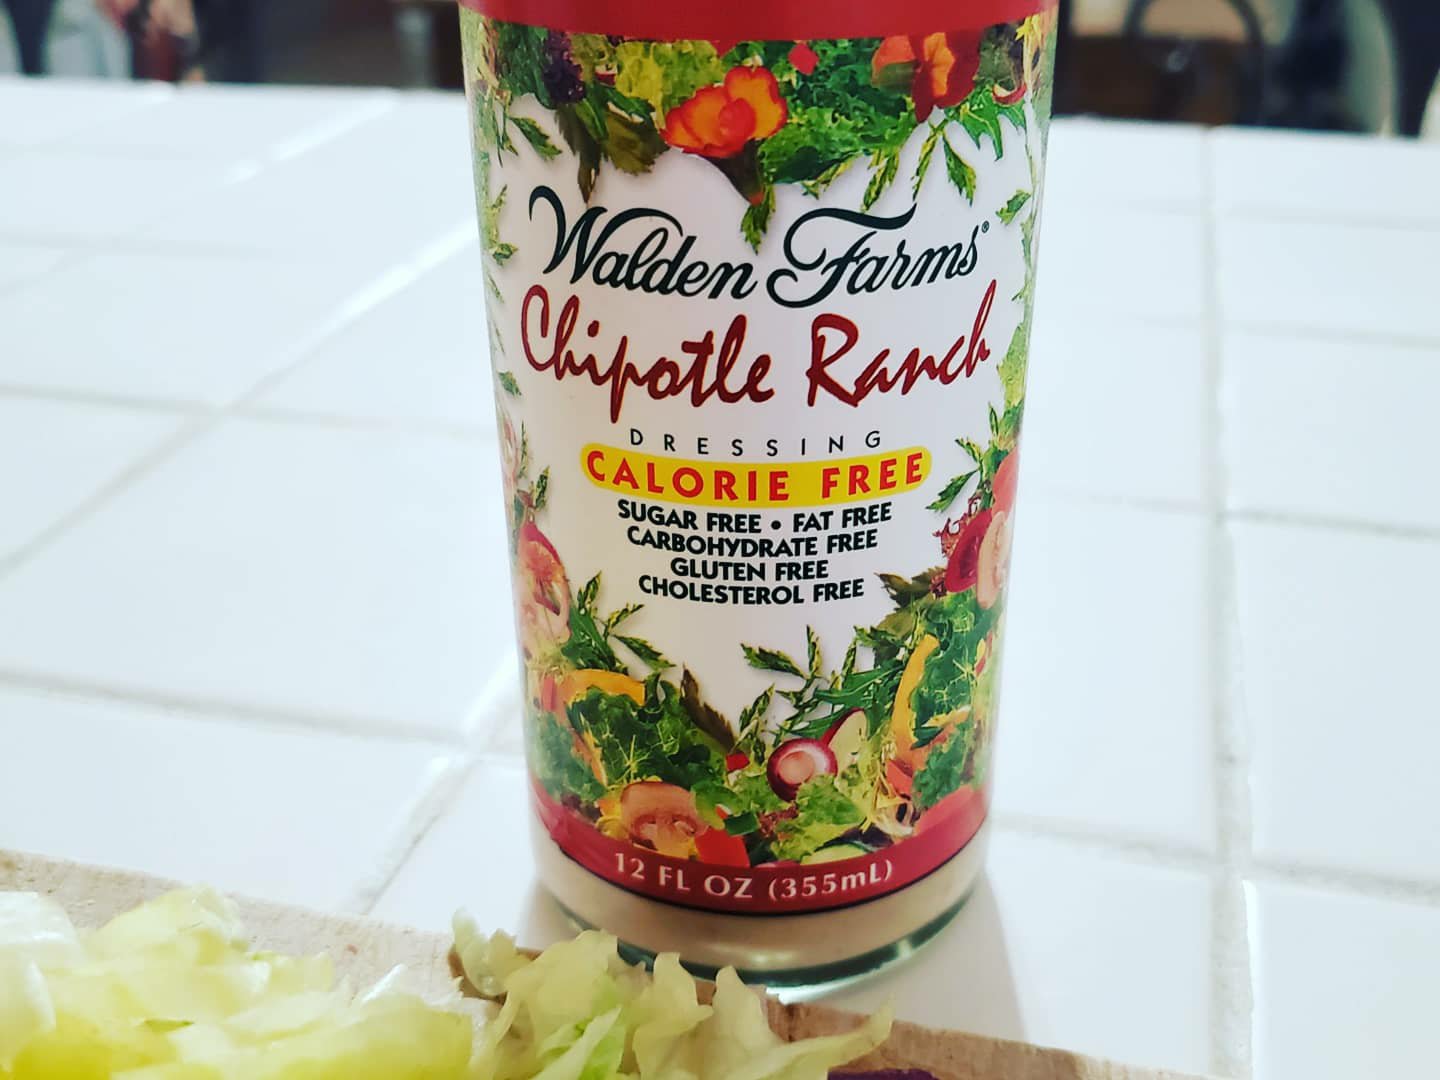 Walden Farms®
Chipotle Ranch
DRESSING
CALORIE FREE
SUGAR FREE • FAT FREE
CARBOHYDRATE FREE
GLUTEN FREE
CHOLESTEROL FREE
12 FL OZ (355mL)